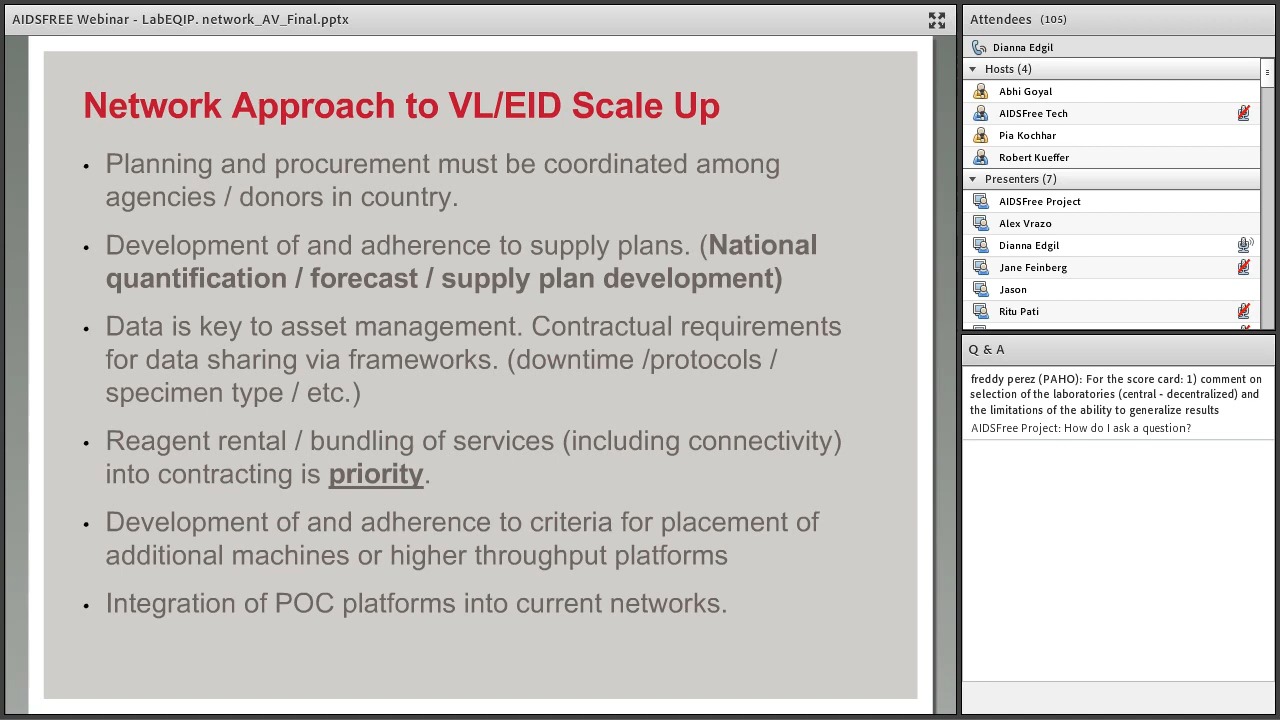 AIDSFREE Webinar - LabEQIP. network_AV_Final.pptx
Network Approach to VL/EID Scale Up
• Planning and procurement must be coordinated among
agencies / donors in country.
• Development of and adherence to supply plans. (National
quantification / forecast / supply plan development)
• Data is key to asset management. Contractual requirements
for data sharing via frameworks. (downtime /protocols /
specimen type / etc.)
• Reagent rental / bundling of services (including connectivity)
into contracting is priority.
• Development of and adherence to criteria for placement of
additional machines or higher throughput platforms
• Integration of POC platforms into current networks.
Attendees (105)
Dianna Edgil
Hosts (4)
Abhi Goyal
AIDSFree Tech
Pia Kochhar
Robert Kueffer
Presenters (7)
AIDSFree Project
Alex Vrazo
Dianna Edgil
Jane Feinberg
Jason
Ritu Pati
Q & A
freddy perez (PAHO): For the score card: 1) comment on
selection of the laboratories (central - decentralized) and
the limitations of the ability to generalize results
AIDSFree Project: How do I ask a question?